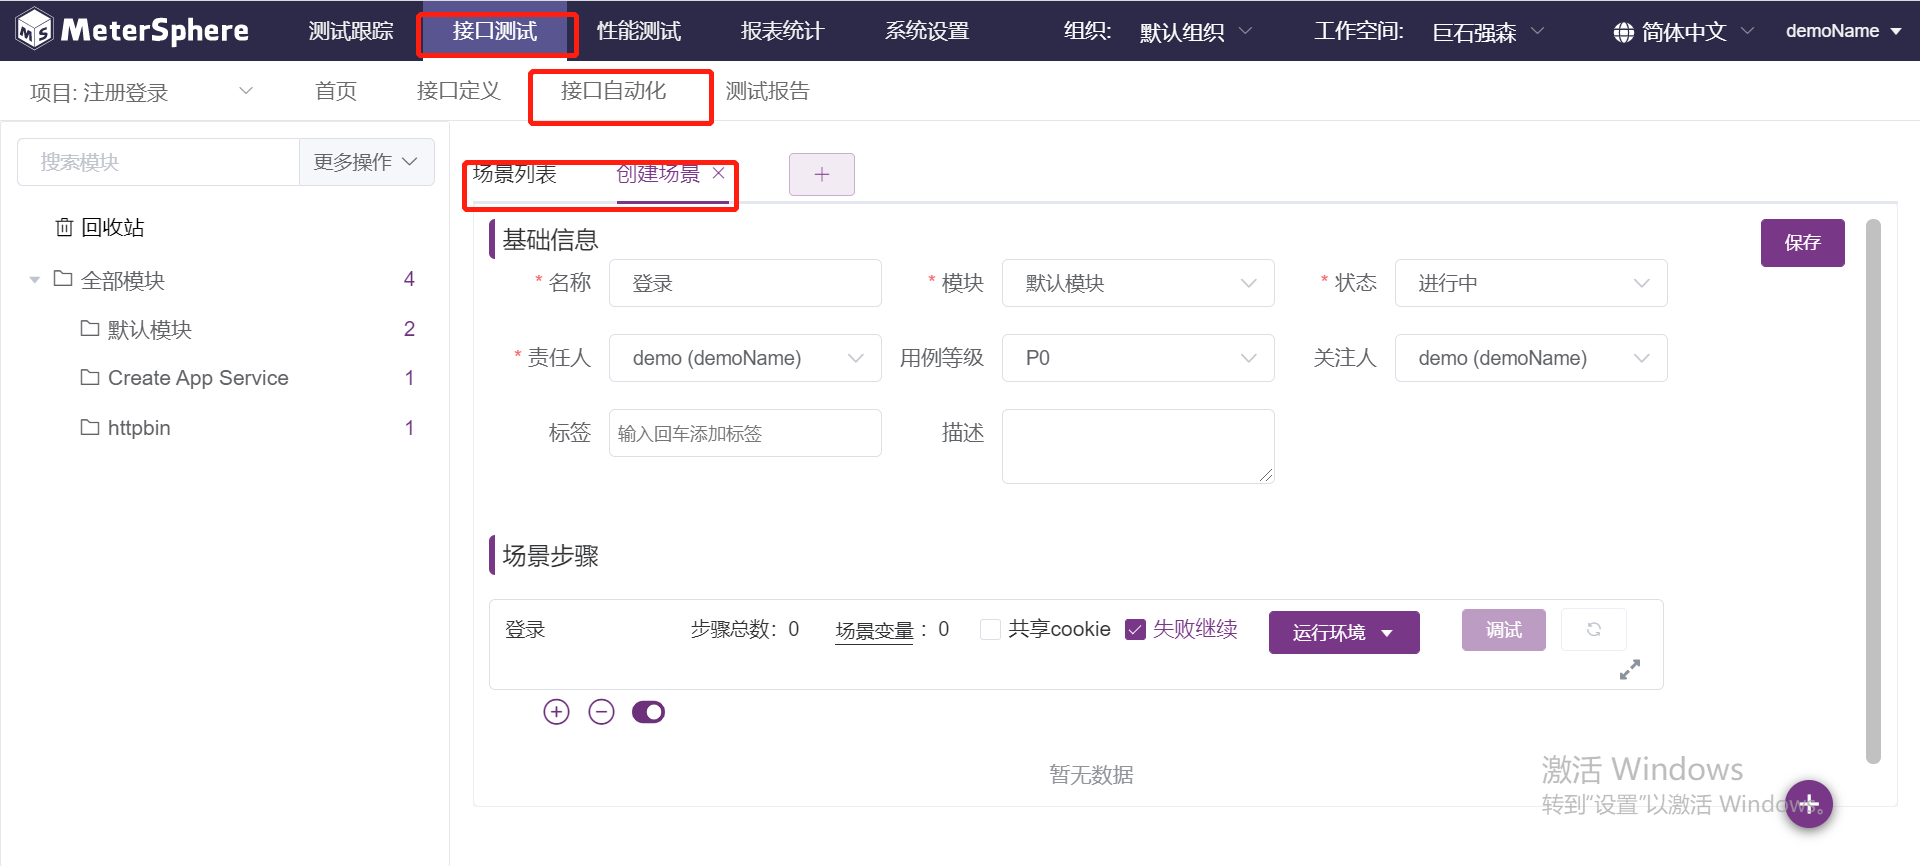 MeterSphere 测试跟踪 接口测试 性能测试 报表统计 系统设置 组织: 默认组织 工作空间: 巨石强森 简体中文 demoName
项目: 注册登录 首页 接口定义 接口自动化 测试报告
搜索模块 更多操作
回收站
全部模块 4
默认模块 2
Create App Service 1
httpbin 1
场景列表 创建场景
基础信息 保存
* 名称 登录 * 模块 默认模块 * 状态 进行中
* 责任人 demo (demoName) 用例等级 P0 关注人 demo (demoName)
标签 输入回车添加标签 描述
场景步骤
登录 步骤总数: 0 场景变量 : 0 共享cookie 失败继续 运行环境 调试
暂无数据
激活 Windows
转到“设置”以激活 Windows。